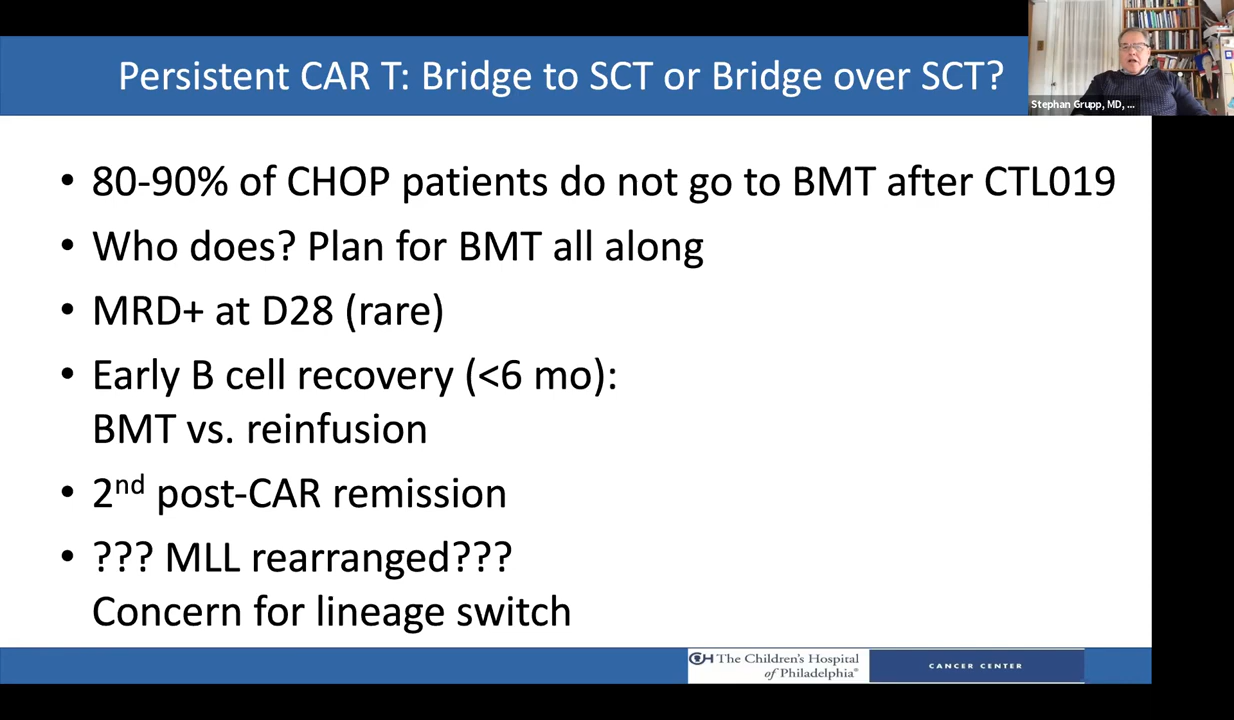 Persistent CAR T: Bridge to SCT or Bridge over SCT?
Stephan Grupp, MD, ...
• 80-90% of CHOP patients do not go to BMT after CTL019
• Who does? Plan for BMT all along
• MRD+ at D28 (rare)
• Early B cell recovery (<6 mo):
BMT vs. reinfusion
• 2nd post-CAR remission
• ??? MLL rearranged???
Concern for lineage switch
The Children's Hospital
of Philadelphia®
CANCER CENTER